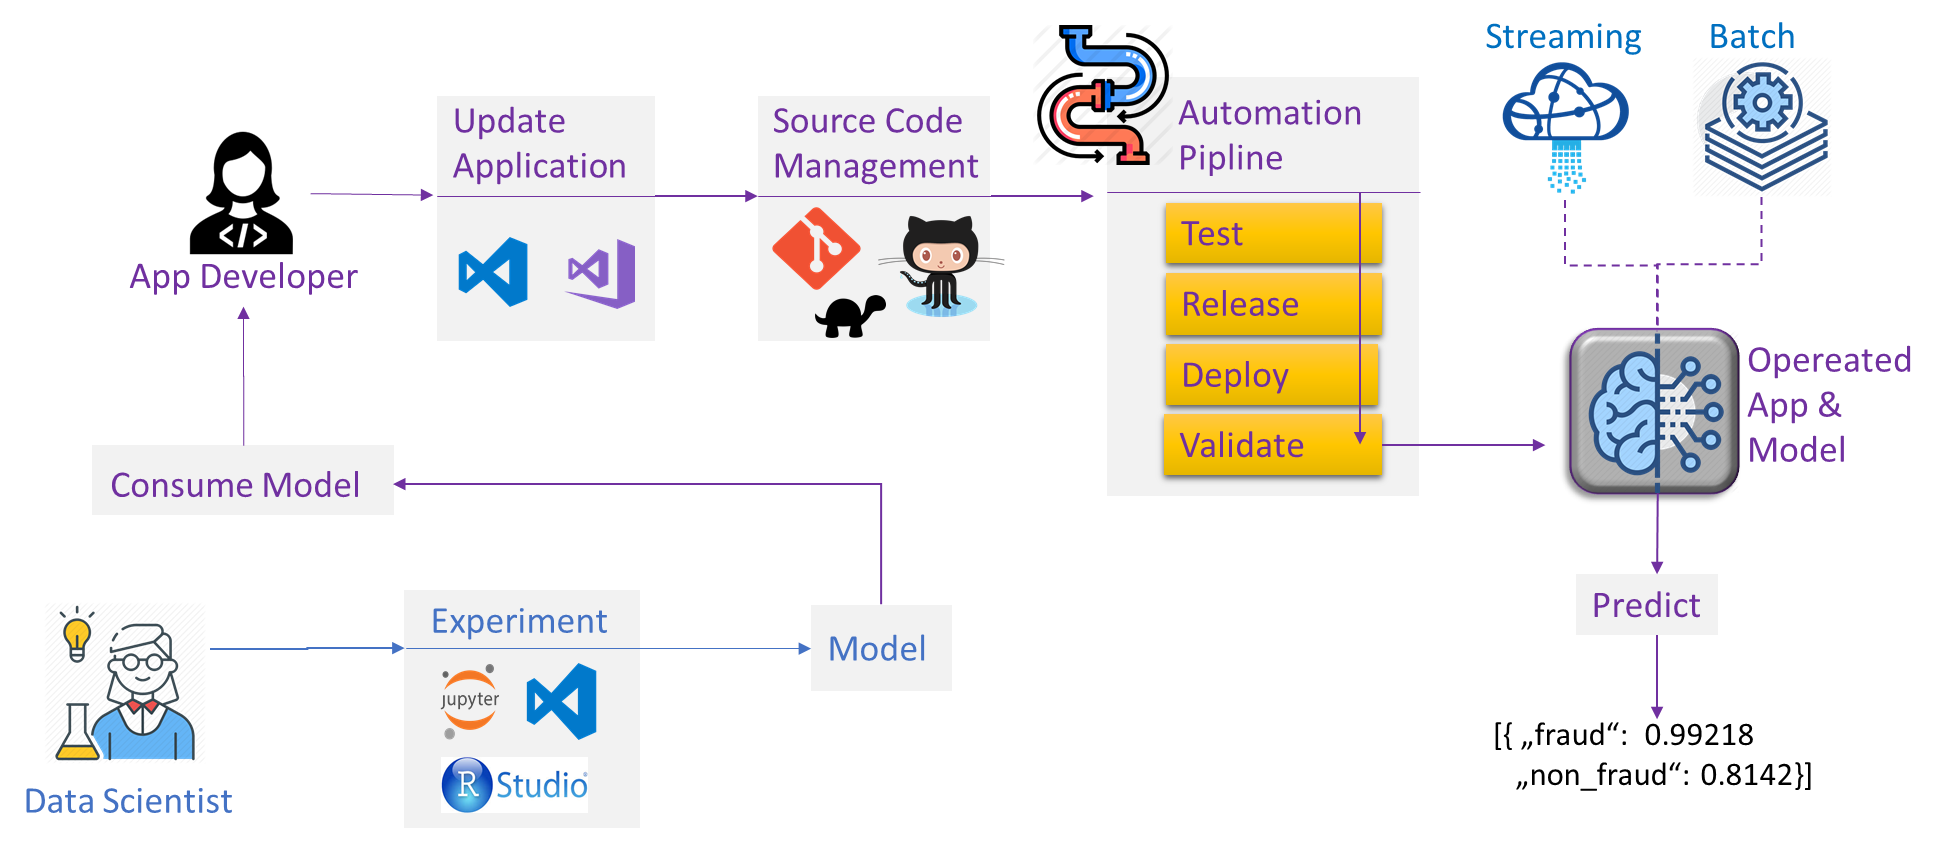 Streaming
Batch
Update
Application
Source Code
Management
Automation
Pipline
</>
App Developer
Test
Release
Deploy
Validate
Opereated
App &
Model
Consume Model
Experiment
Model
Predict
jupyter
R Studio
Data Scientist
[{ „fraud“: 0.99218
„non_fraud“: 0.8142}]